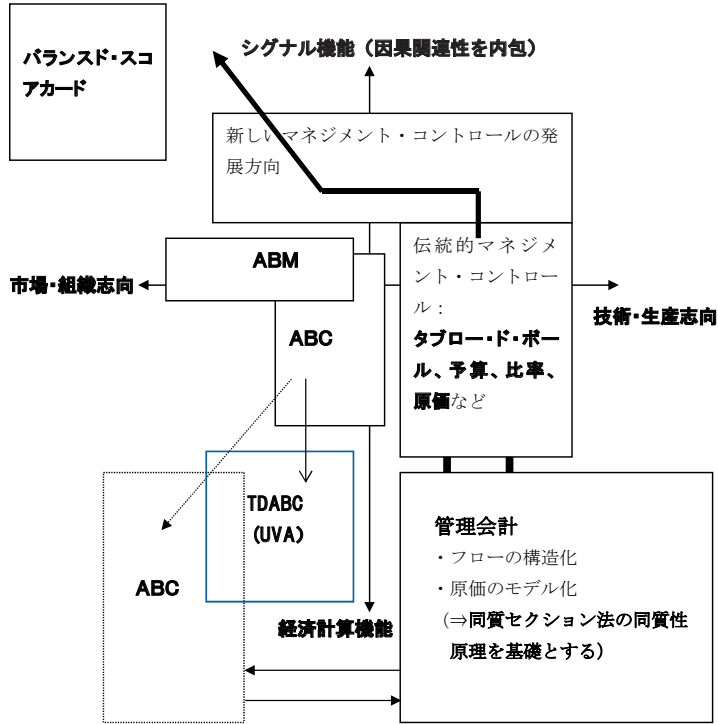 バランスド・スコ
アカード
シグナル機能（因果関連性を内包）
新しいマネジメント・コントロールの発
展方向
ABM
伝統的マネジメ
ント・コントロー
ル：
タブロー・ド・ボー
ル、予算、比率、
原価など
市場・組織志向
技術・生産志向
ABC
TDABC
(UVA)
ABC
管理会計
・フローの構造化
・原価のモデル化
（⇒同質セクション法の同質性
原理を基礎とする）
経済計算機能